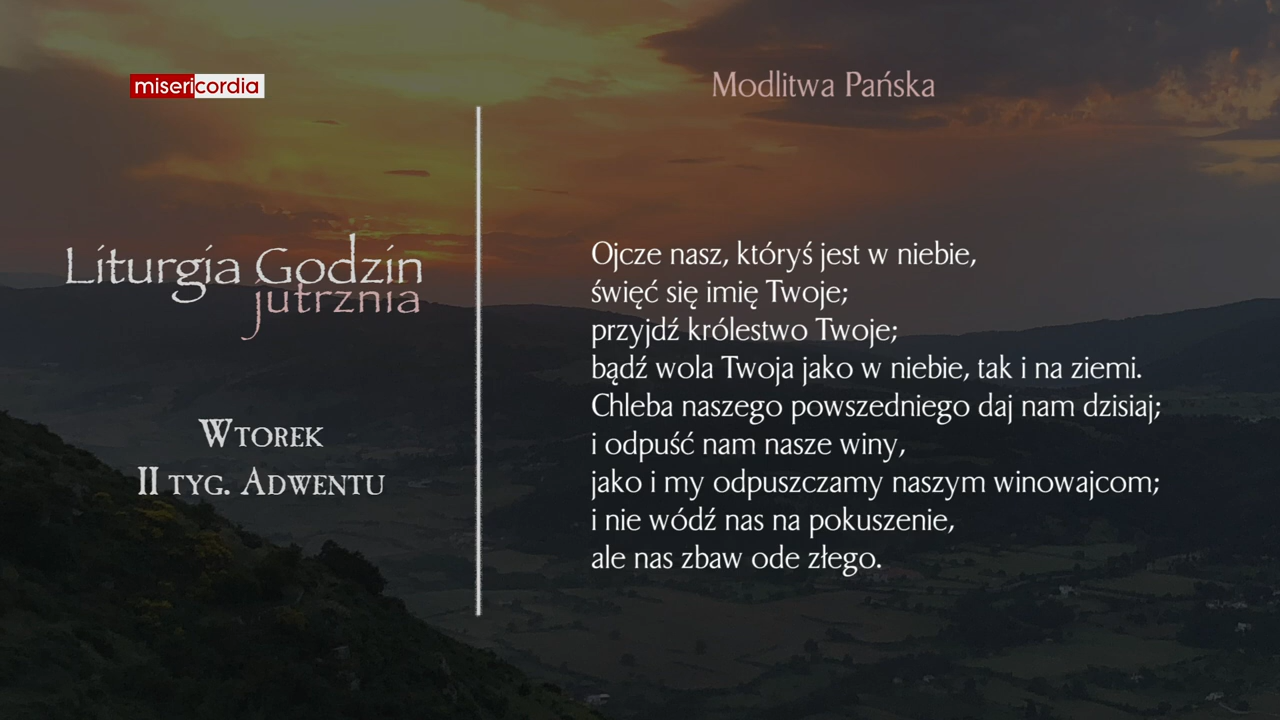 misericordia
Liturgia Godzin
jutrznia
Wtorek
II tyg. Adwentu
Modlitwa Pańska
Ojcze nasz, któryś jest w niebie,
święć się imię Twoje;
przyjdź królestwo Twoje;
bądź wola Twoja jako w niebie, tak i na ziemi.
Chleba naszego powszedniego daj nam dzisiaj;
i odpuść nam nasze winy,
jako i my odpuszczamy naszym winowajcom;
i nie wódź nas na pokuszenie,
ale nas zbaw ode złego.